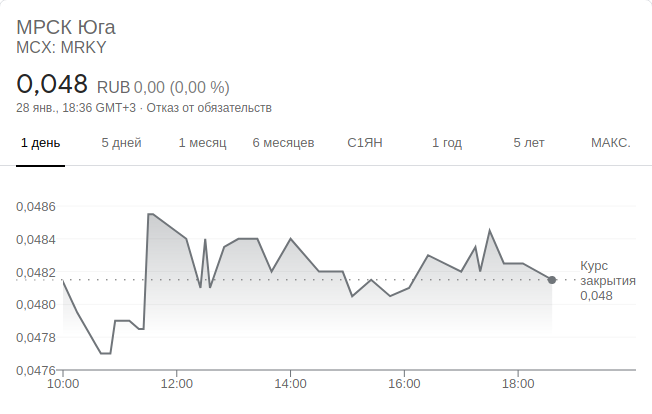 МРСК Юга
MCX: MRKY
0,048 RUB 0,00 (0,00 %)
28 янв., 18:36 GMT+3 · Отказ от обязательств
1 день 5 дней 1 месяц 6 месяцев С1ЯН 1 год 5 лет МАКС.
0,0486
0,0484
0,0482
0,0480
0,0478
0,0476
Курс
закрытия
0,048
10:00 12:00 14:00 16:00 18:00